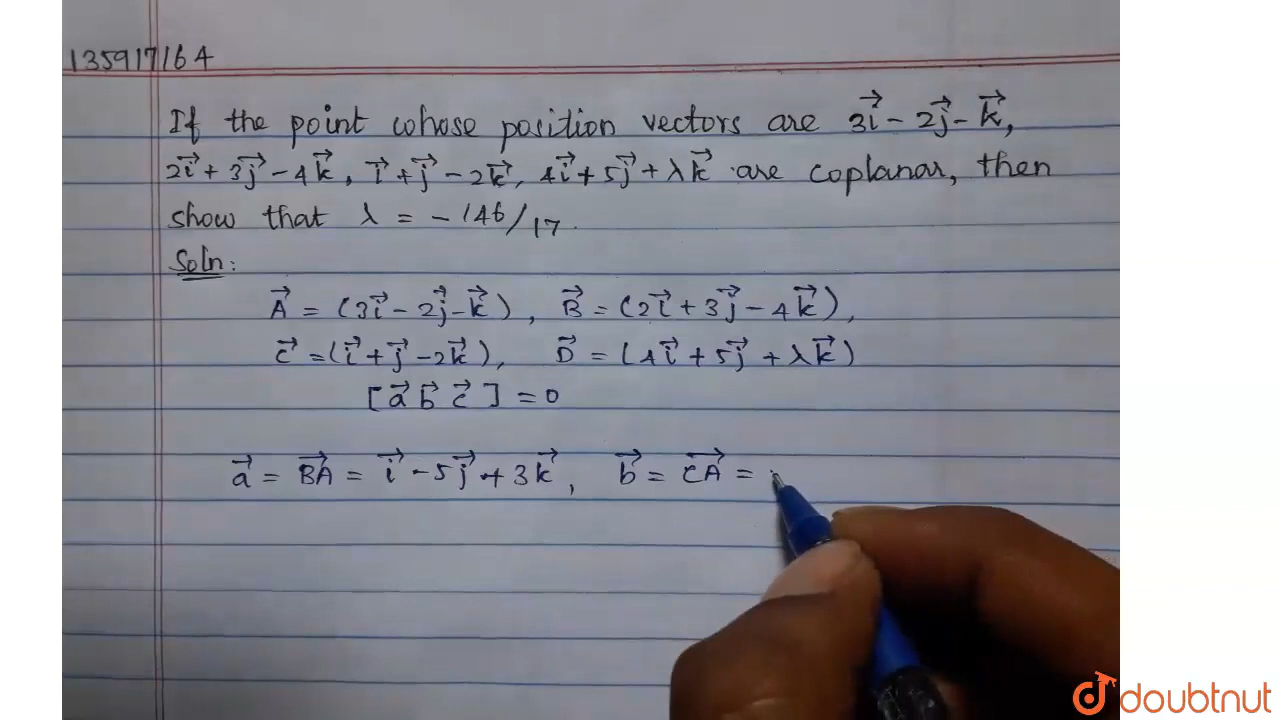 135917164
If the point whose position vectors are 3i⃗ - 2j⃗ - k⃗,
2i⃗ + 3j⃗ - 4k⃗, i⃗ + j⃗ - 2k⃗, 4i⃗ + 5j⃗ + λk⃗ are coplanar, then
show that λ = -146/17.
Soln:
A⃗ = (3i⃗ - 2j⃗ - k⃗), B⃗ = (2i⃗ + 3j⃗ - 4k⃗),
C⃗ = (i⃗ + j⃗ - 2k⃗), D⃗ = (4i⃗ + 5j⃗ + λk⃗)
[a⃗ b⃗ c⃗] = 0
a⃗ = BA⃗ = i⃗ - 5j⃗ + 3k⃗, b⃗ = CA⃗ =
doubtnut